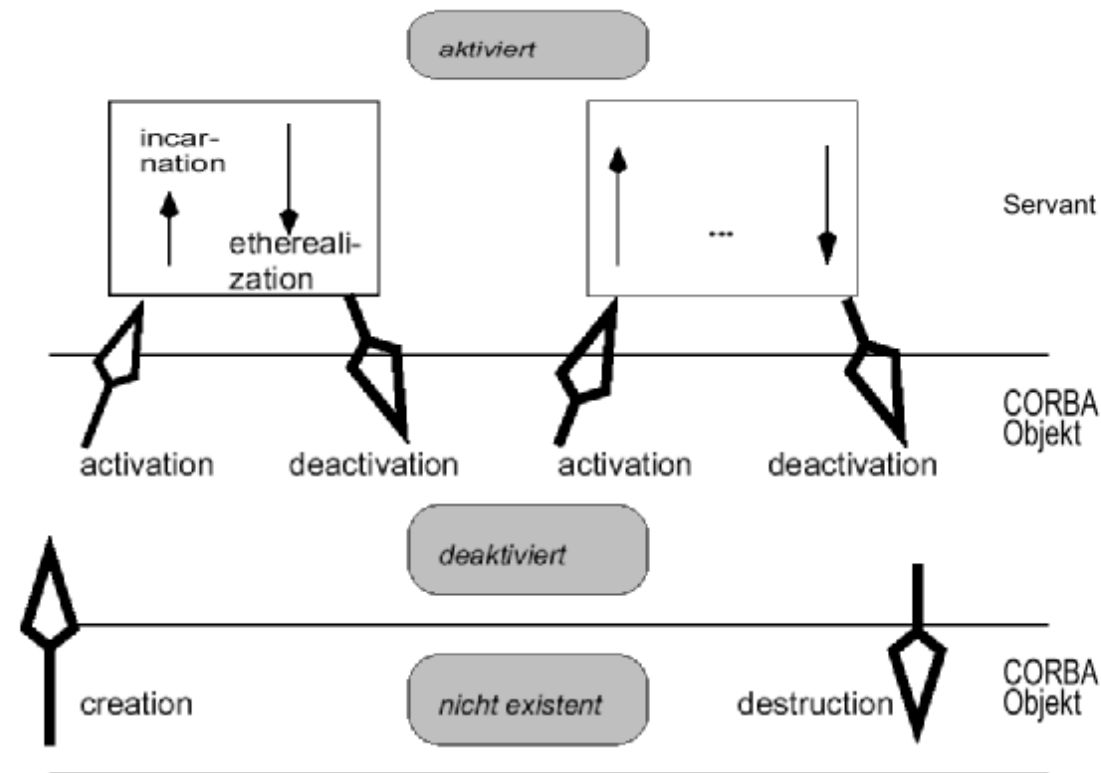 aktiviert
incar-
nation
ethereali-
zation
...
Servant
CORBA
Objekt
activation
deactivation
activation
deactivation
deaktiviert
creation
nicht existent
destruction
CORBA
Objekt